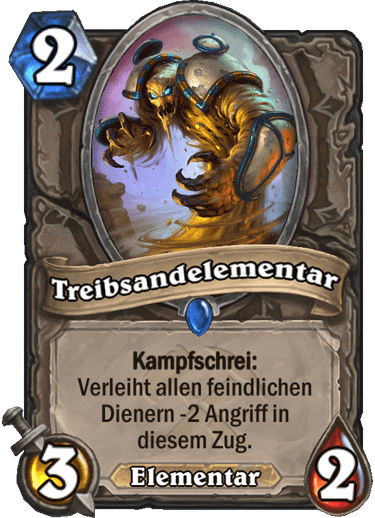 2
Treibsandelementar
Kampfschrei:
Verleiht allen feindlichen
Dienern -2 Angriff in
diesem Zug.
3
Elementar
2